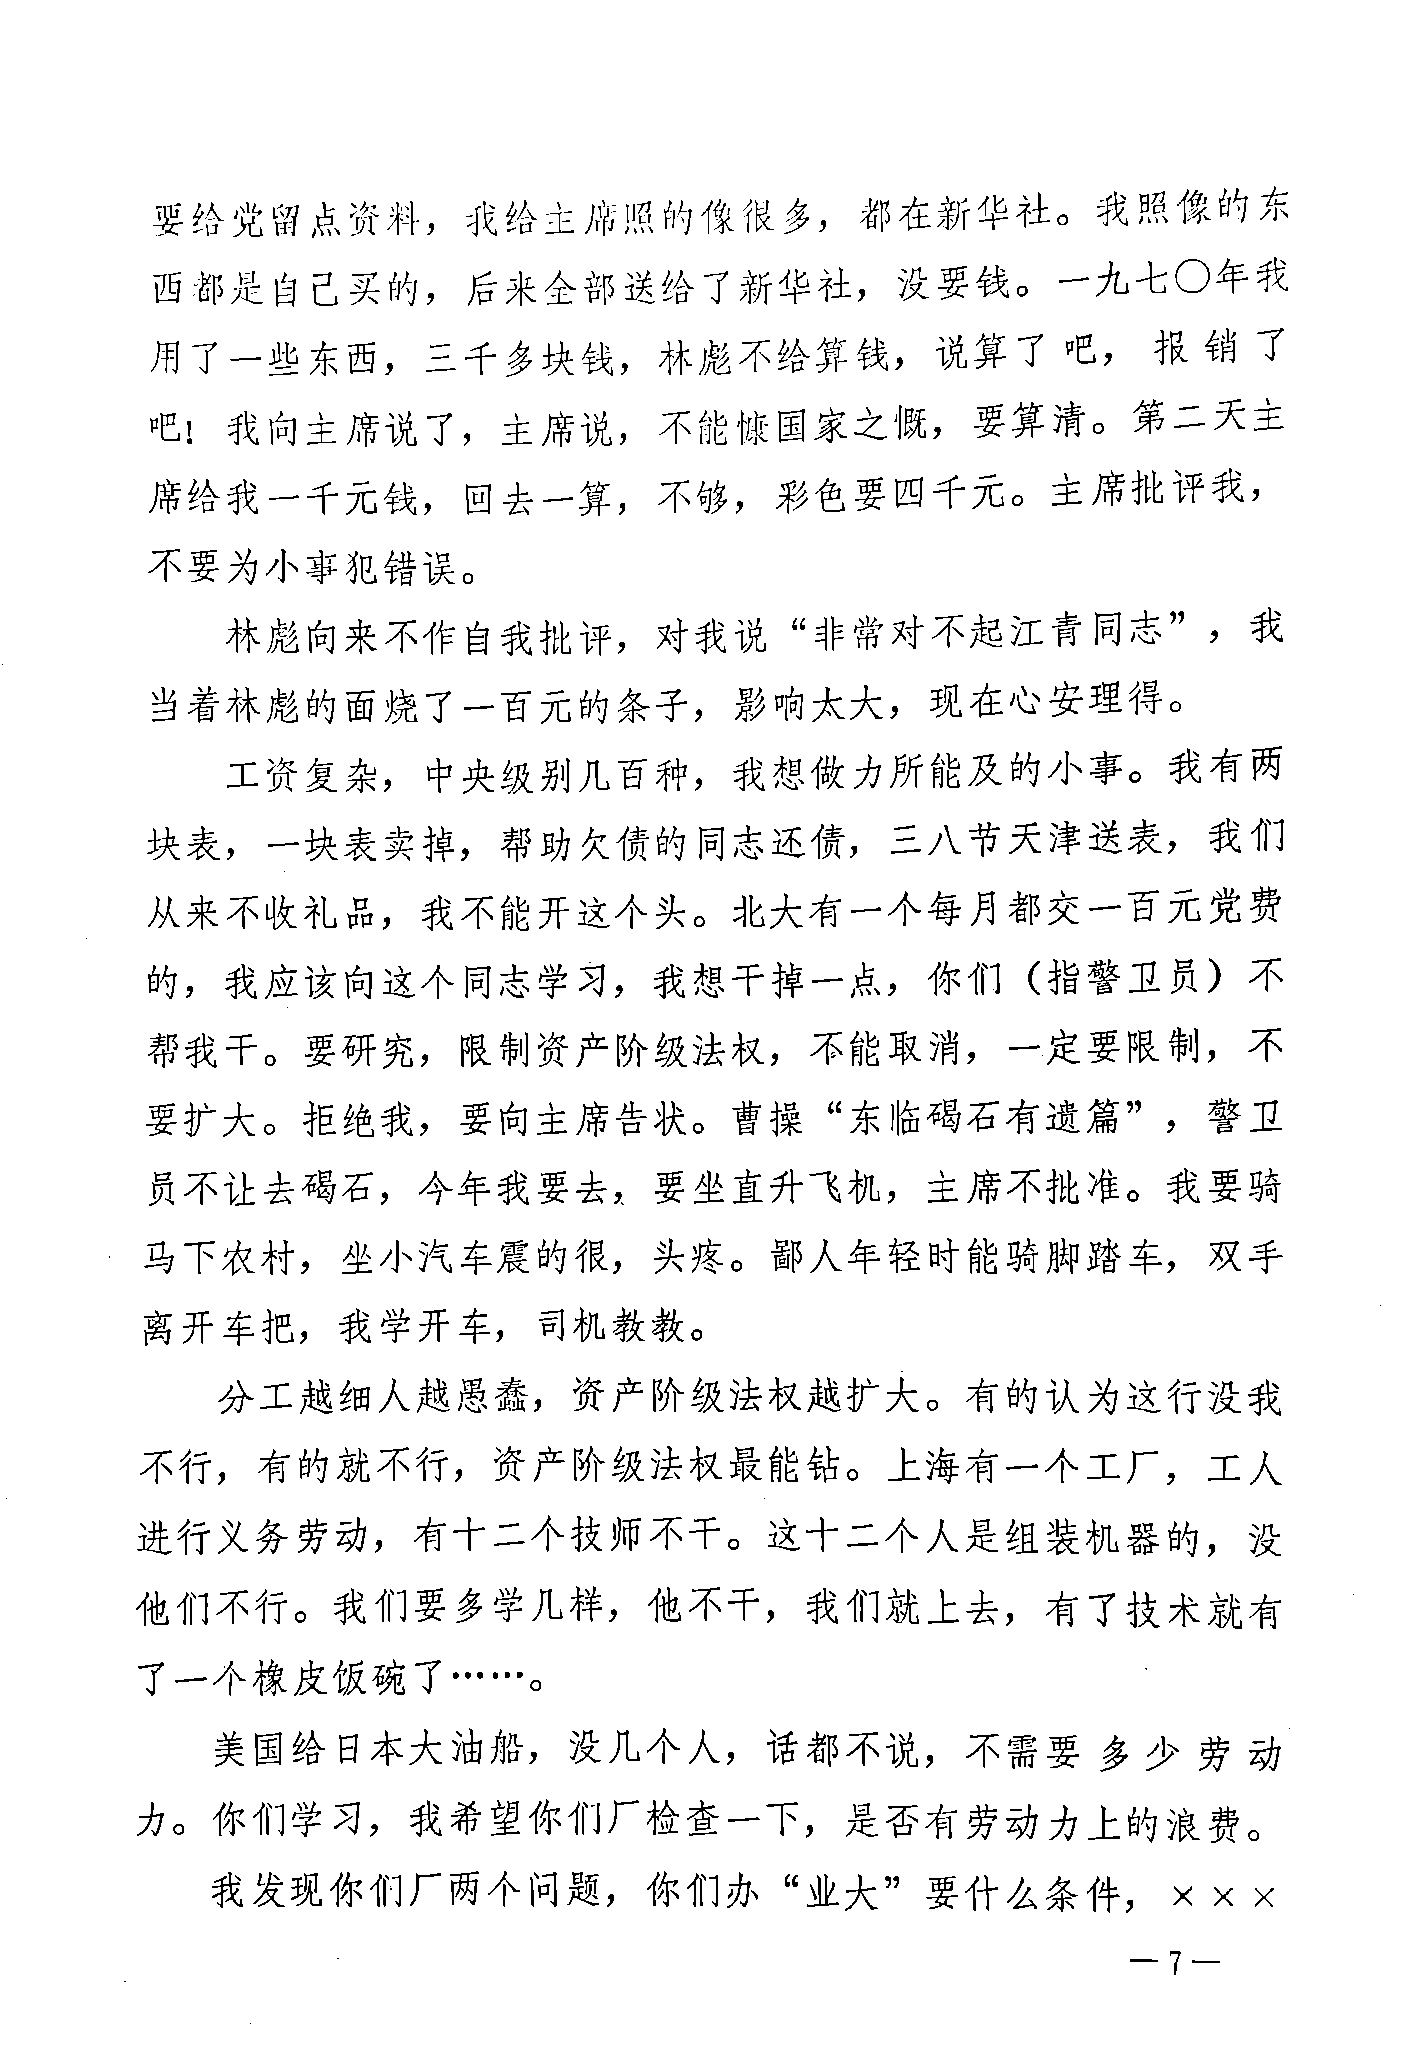 要给党留点资料，我给主席照的像很多，都在新华社。我照像的东
西都是自己买的，后来全部送给了新华社，没要钱。一九七〇年我
用了一些东西，三千多块钱，林彪不给算钱，说算了吧，报销了
吧！我向主席说了，主席说，不能慷国家之慨，要算清。第二天主
席给我一千元钱，回去一算，不够，彩色要四千元。主席批评我，
不要为小事犯错误。
林彪向来不作自我批评，对我说“非常对不起江青同志”，我
当着林彪的面烧了一百元的条子，影响太大，现在心安理得。
工资复杂，中央级别几百种，我想做力所能及的小事。我有两
块表，一块表卖掉，帮助欠债的同志还债，三八节天津送表，我们
从来不收礼品，我不能开这个头。北大有一个每月都交一百元党费
的，我应该向这个同志学习，我想干掉一点，你们（指警卫员）不
帮我干。要研究，限制资产阶级法权，不能取消，一定要限制，不
要扩大。拒绝我，要向主席告状。曹操“东临碣石有遗篇”，警卫
员不让去碣石，今年我要去，要坐直升飞机，主席不批准。我要骑
马下农村，坐小汽车震的很，头疼。鄙人年轻时能骑脚踏车，双手
离开车把，我学开车，司机教教。
分工越细人越愚蠢，资产阶级法权越扩大。有的认为这行没我
不行，有的就不行，资产阶级法权最能钻。上海有一个工厂，工人
进行义务劳动，有十二个技师不干。这十二个人是组装机器的，没
他们不行。我们要多学几样，他不干，我们就上去，有了技术就有
了一个橡皮饭碗了……。
美国给日本大油船，没几个人，话都不说，不需要多少劳动
力。你们学习，我希望你们厂检查一下，是否有劳动力上的浪费。
我发现你们厂两个问题，你们办“业大”要什么条件，×××
—7—